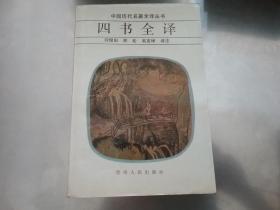 中国历代名著全译丛书
四书全译
刘俊田 林松 禹克坤 译注
贵州人民出版社